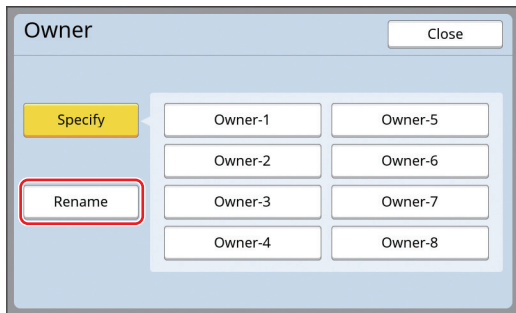 Owner
Close
Specify
Owner-1
Owner-5
Owner-2
Owner-6
Rename
Owner-3
Owner-7
Owner-4
Owner-8